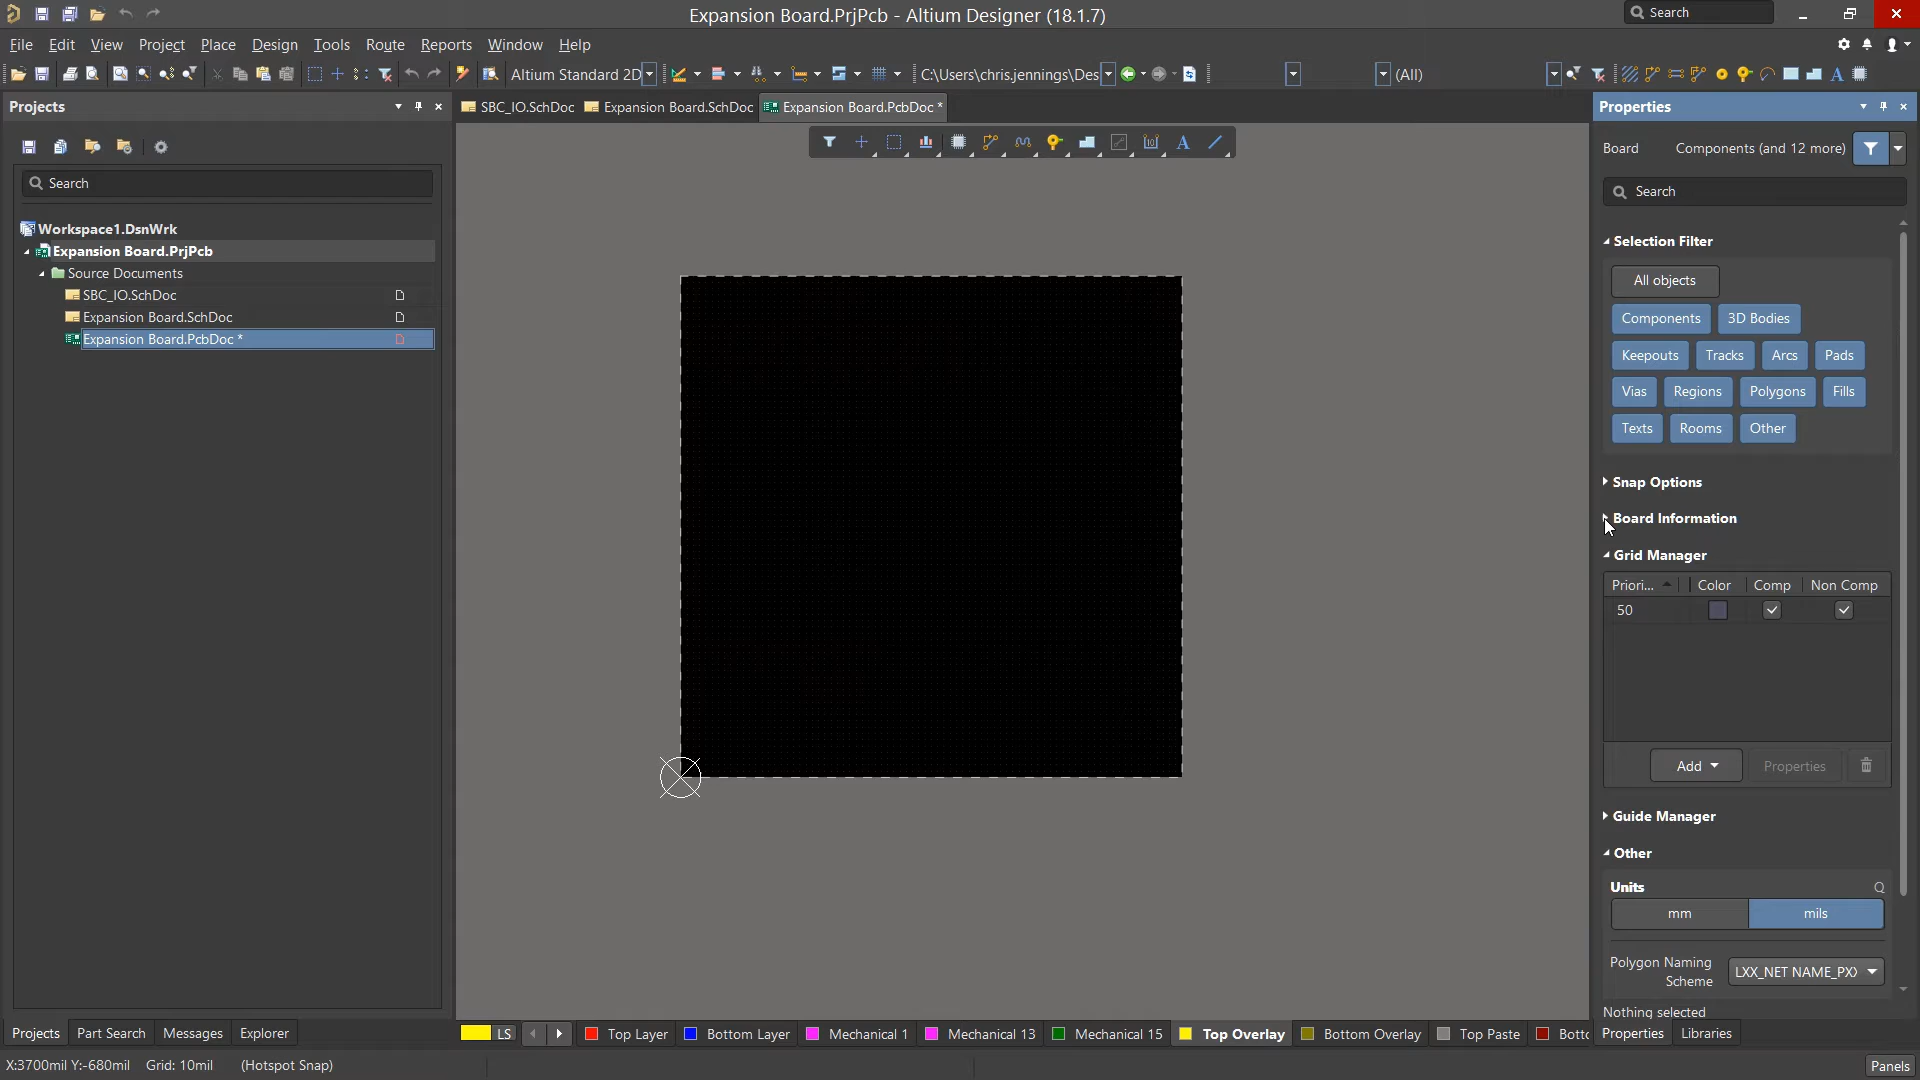 Expansion Board.PrjPcb - Altium Designer (18.1.7)
Search
File Edit View Project Place Design Tools Route Reports Window Help
Altium Standard 2D
C:\Users\chris.jennings\Des
(All)
Projects
SBC_IO.SchDoc
Expansion Board.SchDoc
Expansion Board.PcbDoc *
Properties
Board
Components (and 12 more)
Search
Search
Workspace1.DsnWrk
Expansion Board.PrjPcb
Source Documents
SBC_IO.SchDoc
Expansion Board.SchDoc
Expansion Board.PcbDoc *
Selection Filter
All objects
Components 3D Bodies
Keepouts Tracks Arcs Pads
Vias Regions Polygons Fills
Texts Rooms Other
Snap Options
Board Information
Grid Manager
Priori... Color Comp Non Comp
50
Add Properties
Guide Manager
Other
Units Q
mm mils
Polygon Naming
Scheme
LXX_NET NAME_PX
Nothing selected
Projects Part Search Messages Explorer
LS Top Layer Bottom Layer Mechanical 1 Mechanical 13 Mechanical 15 Top Overlay Bottom Overlay Top Paste Botto
Properties Libraries
X:3700mil Y:-680mil Grid: 10mil (Hotspot Snap)
Panels